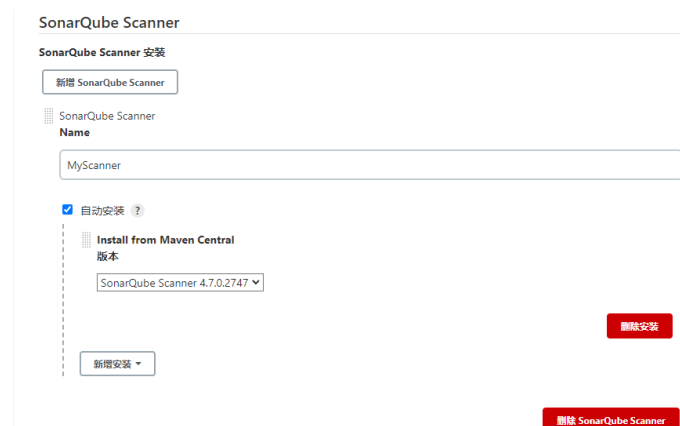 SonarQube Scanner
SonarQube Scanner 安装
新增 SonarQube Scanner
SonarQube Scanner
Name
MyScanner
自动安装 ?
Install from Maven Central
版本
SonarQube Scanner 4.7.0.2747
删除安装
新增安装
删除 SonarQube Scanner